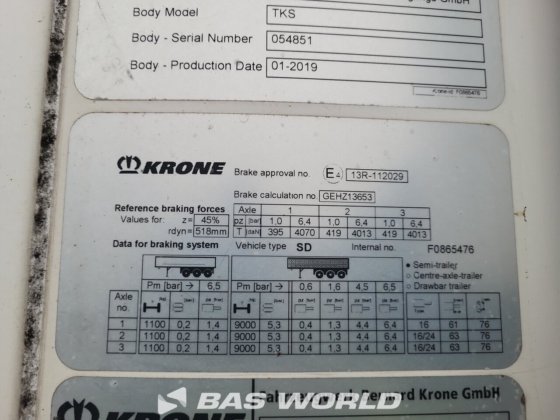 GmbH
Body Model TKS
Body - Serial Number 054851
Body - Production Date 01-2019
F0865476
KRONE
Brake approval no. E4 13R-112029
Brake calculation no. GEHZ13653
Reference braking forces Axle 1 2 3
Values for: z= 45% pz [bar] 1,0 6,4 1,0 6,4 1,0 6,4
rdyn= 518mm T [daN] 395 4070 419 4013 419 4013
Data for braking system Vehicle type SD Internal no. F0865476
• Semi-trailer
○ Centre-axle-trailer
○ Drawbar trailer
Pm [bar] → 6,5 Pm [bar] → 0,6 1,6 4,5 6,5
Axle no.
1 1100 0,2 1,4 9000 5,3 0,4 1,3 4,4 6,4 16 61 76
2 1100 0,2 1,4 9000 5,3 0,4 1,3 4,4 6,4 16/24 63 76
3 1100 0,2 1,4 9000 5,3 0,4 1,3 4,4 6,4 16/24 63 76
KRONE
Bernard Krone GmbH
BAS WORLD